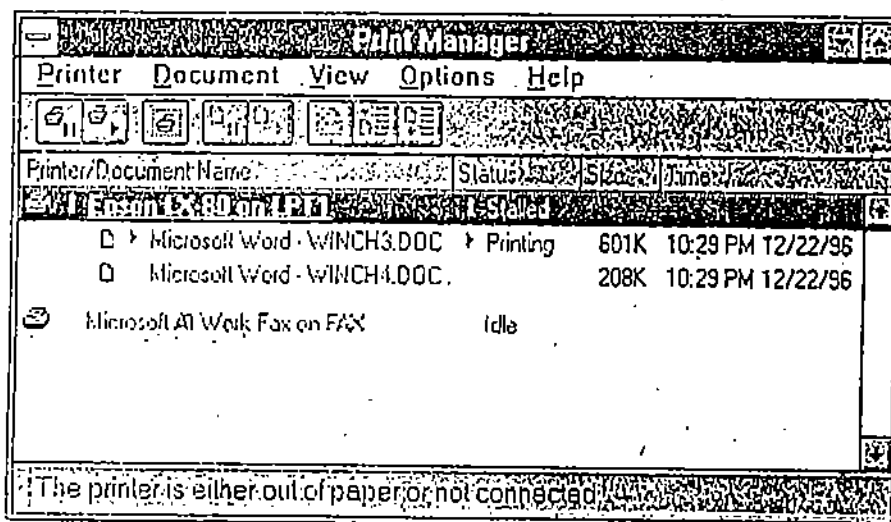 Print Manager
Printer Document View Options Help
Printer/Document Name Status Size Time
Epson LX-80 on LPT1 Stalled
Microsoft Word - WINCH3.DOC Printing 601K 10:29 PM 12/22/96
Microsoft Word - WINCH4.DOC 208K 10:29 PM 12/22/96
Microsoft At Work Fax on FAX Idle
The printer is either out of paper or not connected